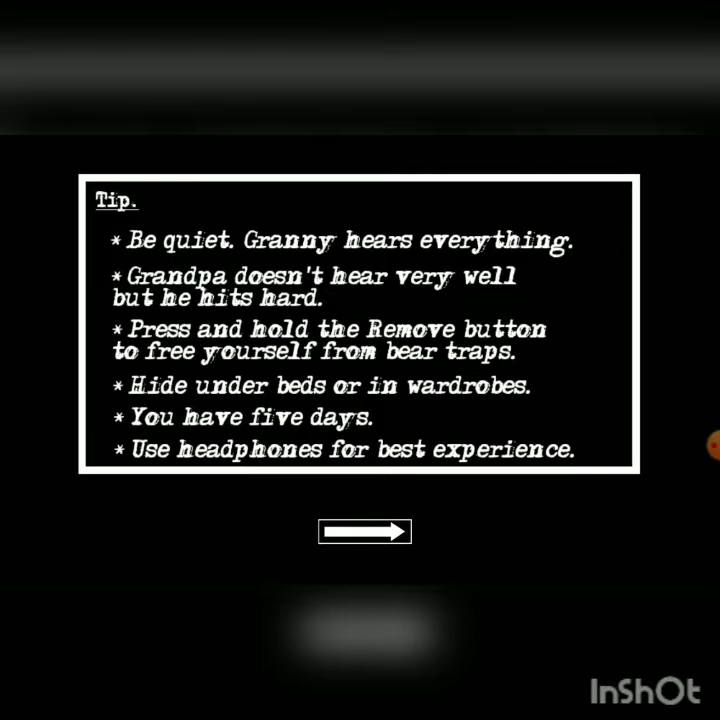 Tip.
* Be quiet. Granny hears everything.
* Grandpa doesn't hear very well
but he hits hard.
* Press and hold the Remove button
to free yourself from bear traps.
* Hide under beds or in wardrobes.
* You have five days.
* Use headphones for best experience.
InShOt